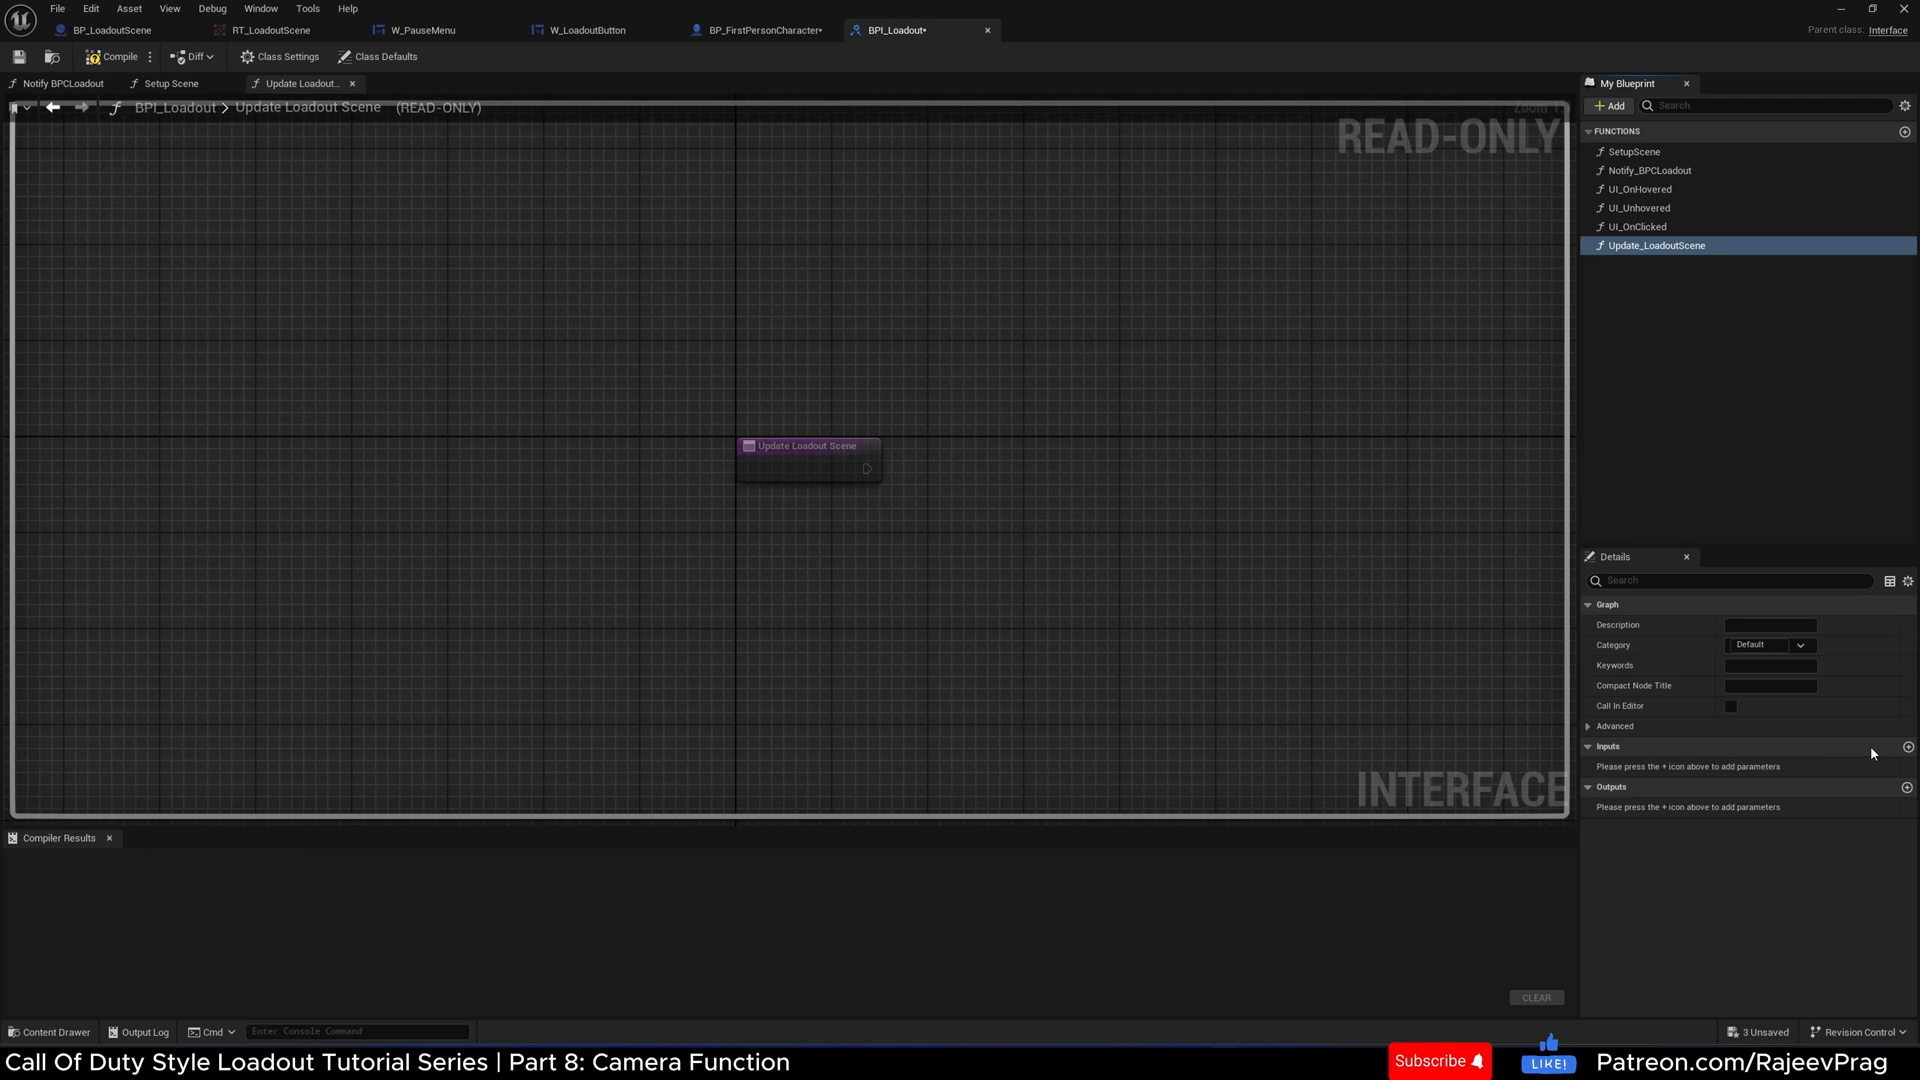 File Edit Asset View Debug Window Tools Help
BP_LoadoutScene RT_LoadoutScene W_PauseMenu W_LoadoutButton BP_FirstPersonCharacter* BPI_Loadout*
Parent class: Interface
Compile Diff Class Settings Class Defaults
Notify BPCLoadout Setup Scene Update Loadout...
BPI_Loadout > Update Loadout Scene (READ-ONLY)
READ-ONLY
Update Loadout Scene
INTERFACE
My Blueprint
Add Search
FUNCTIONS
SetupScene
Notify_BPCLoadout
UI_OnHovered
UI_Unhovered
UI_OnClicked
Update_LoadoutScene
Details
Search
Graph
Description
Category Default
Keywords
Compact Node Title
Call In Editor
Advanced
Inputs
Please press the + icon above to add parameters
Outputs
Please press the + icon above to add parameters
Compiler Results
CLEAR
Content Drawer Output Log Cmd Enter Console Command 3 Unsaved Revision Control
Call Of Duty Style Loadout Tutorial Series | Part 8: Camera Function Subscribe LIKE! Patreon.com/RajeevPrag